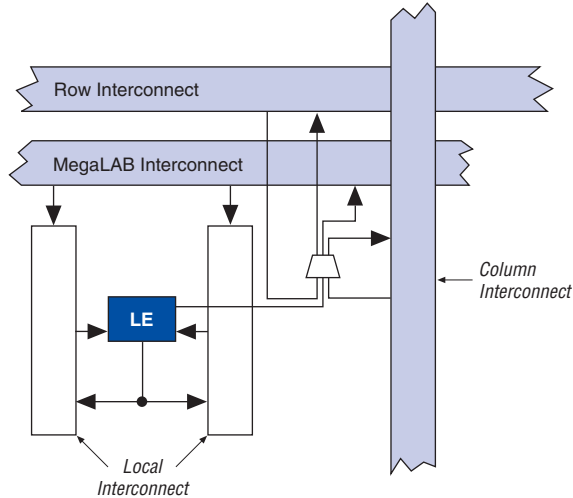 Row Interconnect
MegaLAB Interconnect
LE
Column
Interconnect
Local
Interconnect